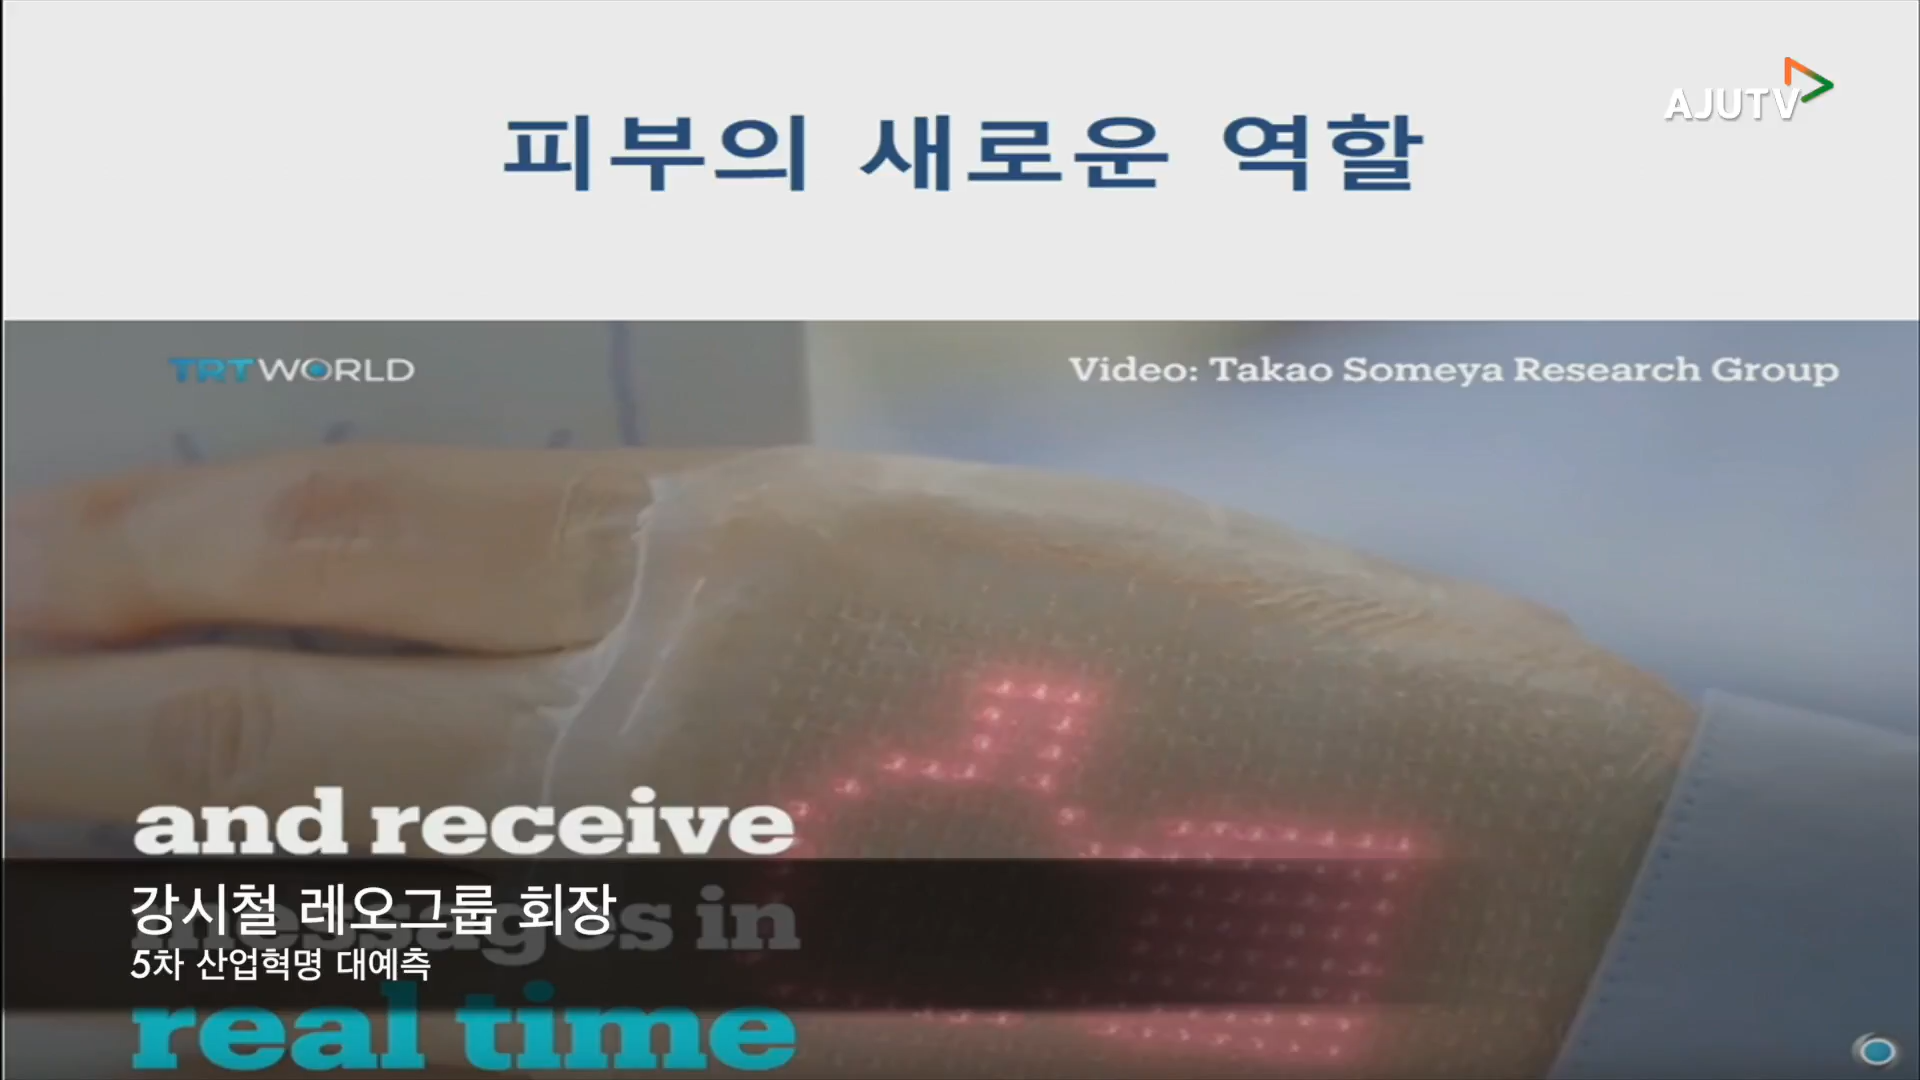 피부의 새로운 역할
AJUTV
TRT WORLD
Video: Takao Someya Research Group
and receive
messages in
real time
강시철 레오그룹 회장
5차 산업혁명 대예측